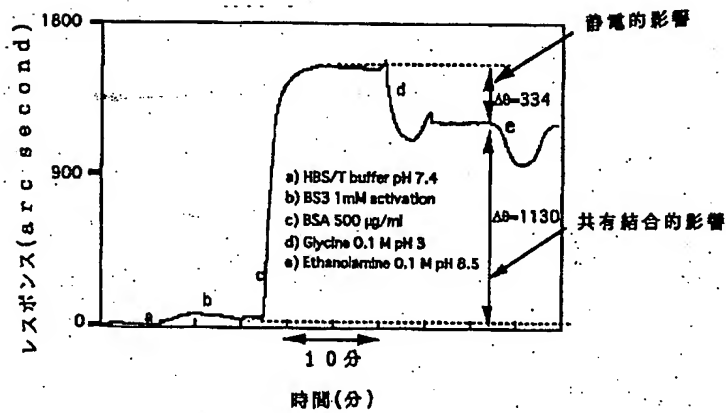 1800
900
0
レスポンス(arc second)
静電的影響
Δθ=334
d
e
a) HBS/T buffer pH 7.4
b) BS3 1mM activation
c) BSA 500 µg/ml
d) Glycine 0.1 M pH 3
e) Ethanolamine 0.1 M pH 8.5
Δθ=1130
共有結合的影響
c
b
a
10分
時間(分)